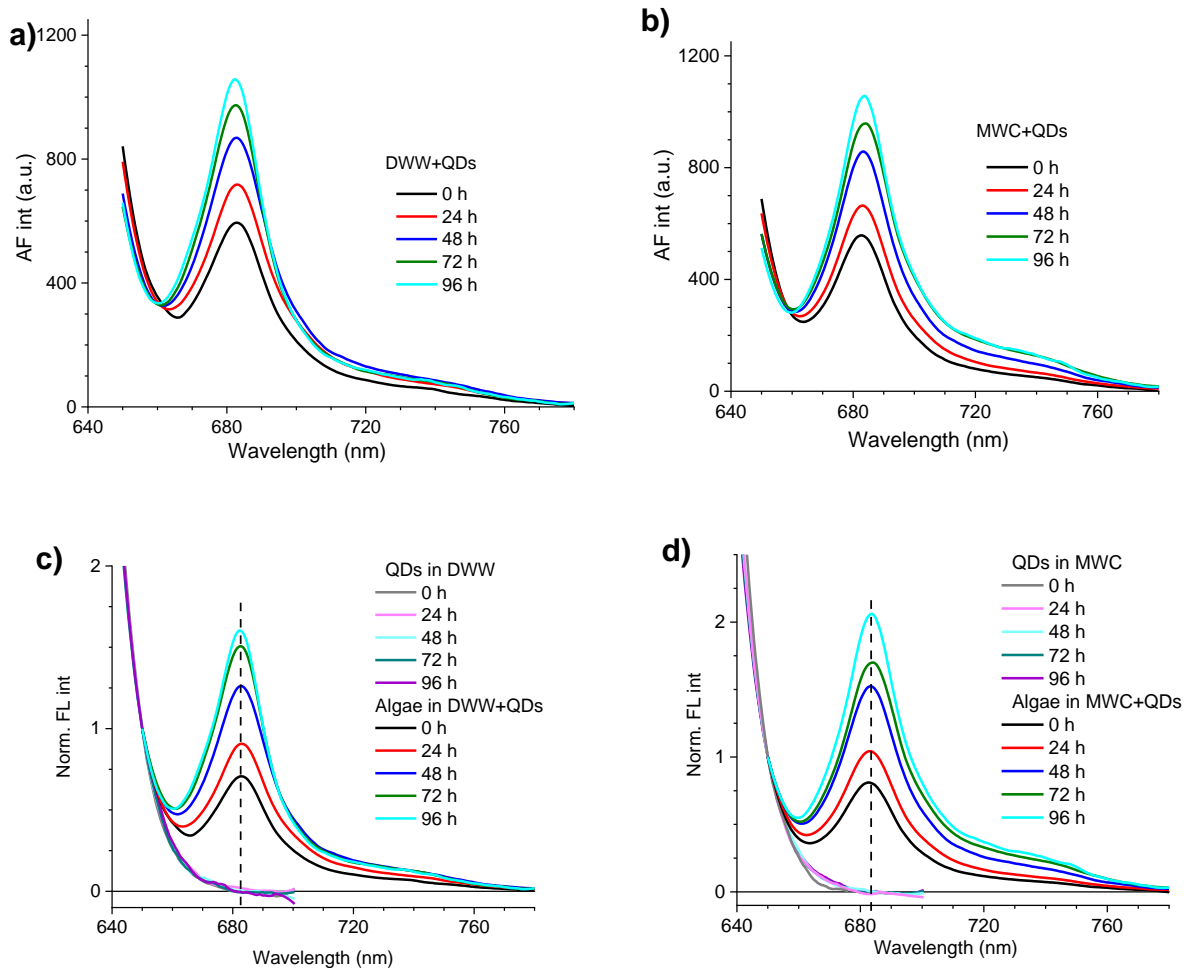 a)
1200
800
400
0
AF int (a.u.)
DWW+QDs
0 h
24 h
48 h
72 h
96 h
640
680
720
760
Wavelength (nm)
b)
1200
800
400
0
AF int (a.u.)
MWC+QDs
0 h
24 h
48 h
72 h
96 h
640
680
720
760
Wavelength (nm)
c)
2
1
0
Norm. FL int
QDs in DWW
0 h
24 h
48 h
72 h
96 h
Algae in DWW+QDs
0 h
24 h
48 h
72 h
96 h
640
680
720
760
Wavelength (nm)
d)
2
1
0
Norm. FL int
QDs in MWC
0 h
24 h
48 h
72 h
96 h
Algae in MWC+QDs
0 h
24 h
48 h
72 h
96 h
640
680
720
760
Wavelength (nm)